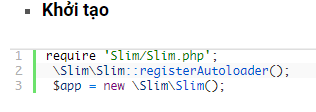 Khởi tạo
1 require 'Slim/Slim.php';
2 \Slim\Slim::registerAutoloader();
3 $app = new \Slim\Slim();